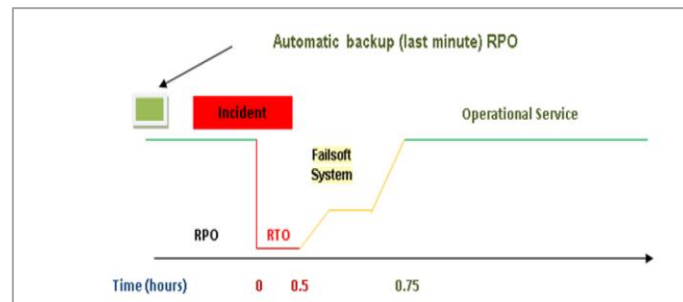 Automatic backup (last minute) RPO
Incident
Operational Service
Failsoft
System
RPO RTO
Time (hours) 0 0.5 0.75